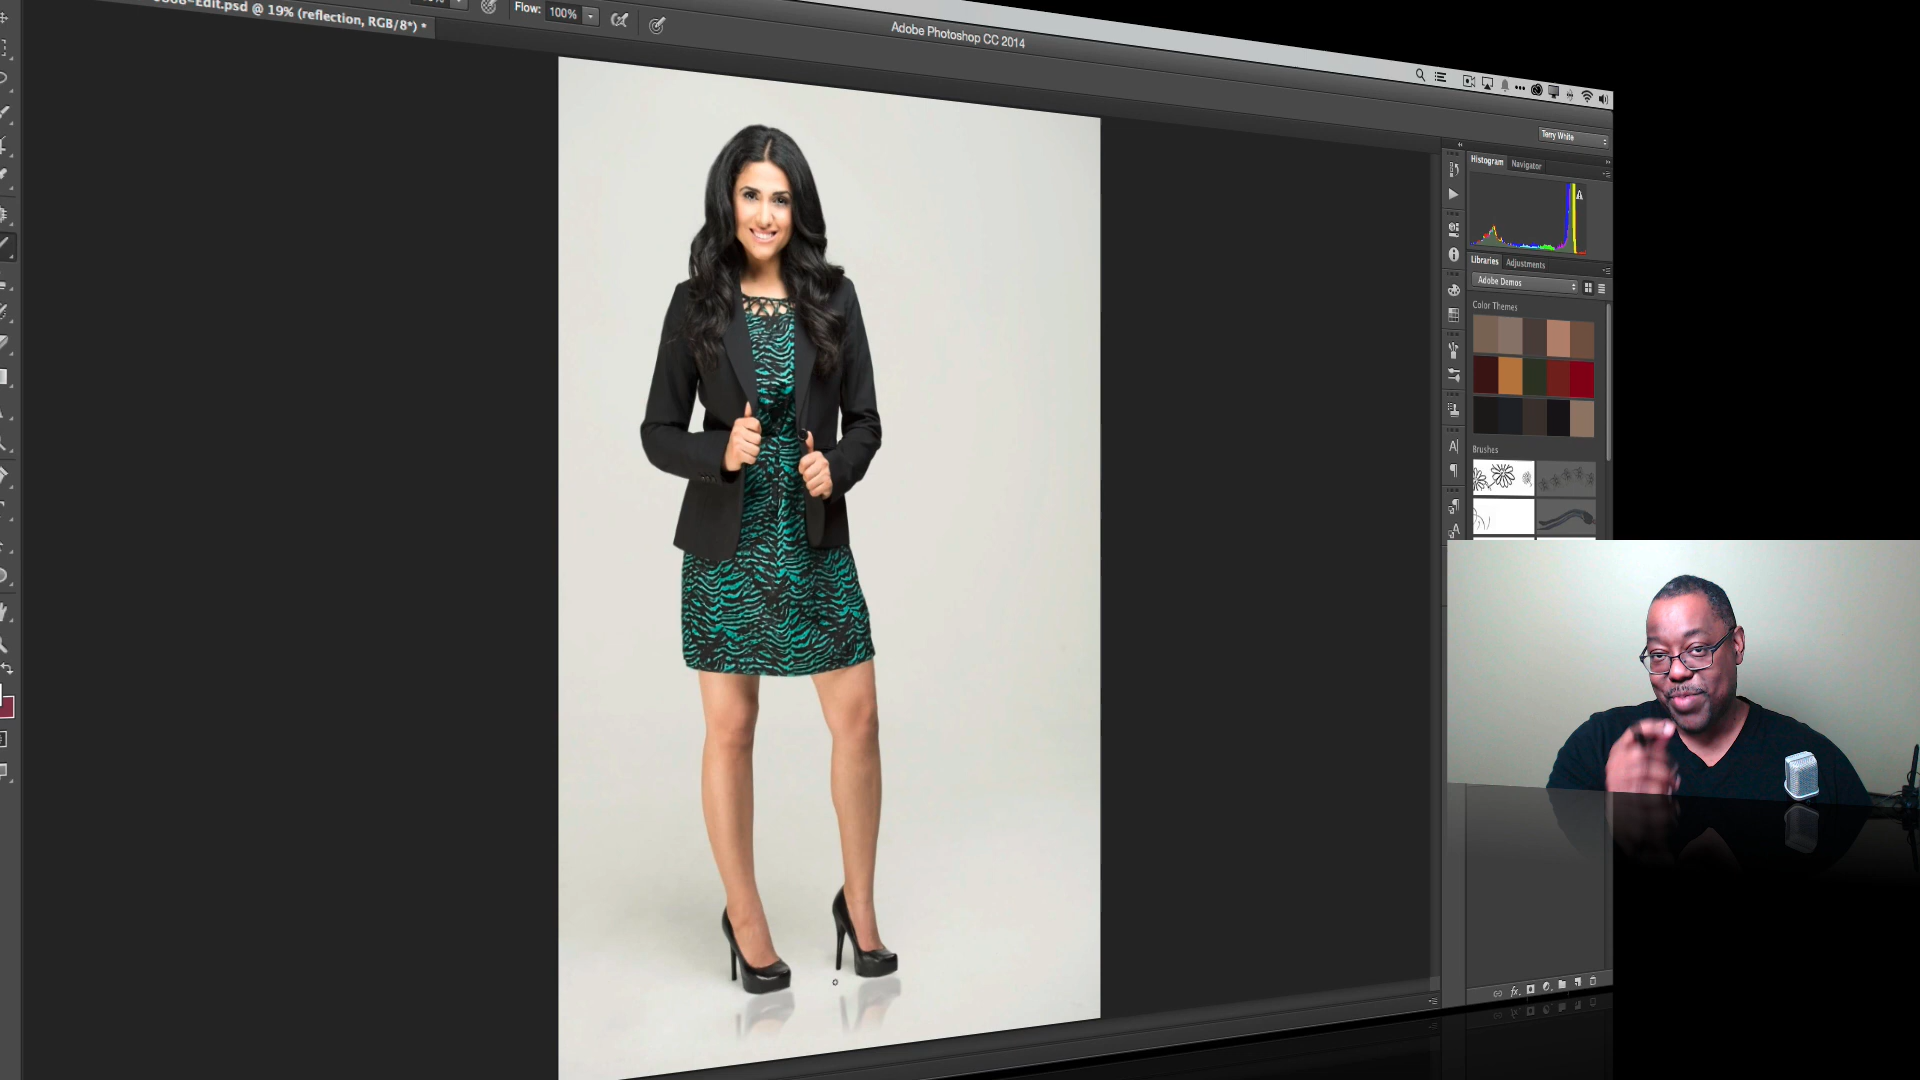 -Edit.psd @ 19% (reflection, RGB/8*) *
Flow: 100%
Adobe Photoshop CC 2014
Terry White
Histogram Navigator
Libraries Adjustments
Adobe Demos
Color Themes
Brushes
A|
A
fx